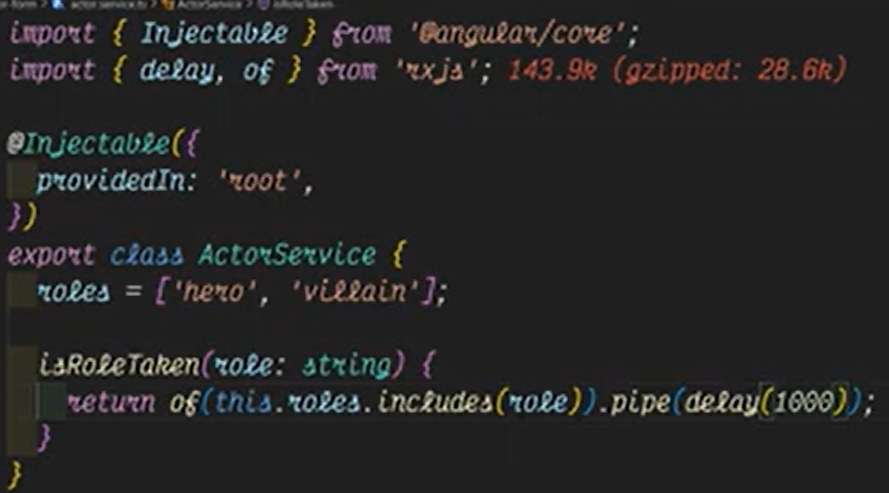 or-form > actor.service.ts > ActorService > isRoleTaken
import { Injectable } from '@angular/core';
import { delay, of } from 'rxjs'; 143.9k (gzipped: 28.6k)
@Injectable({
  providedIn: 'root',
})
export class ActorService {
  roles = ['hero', 'villain'];
  isRoleTaken(role: string) {
    return of(this.roles.includes(role)).pipe(delay(1000));
  }
}